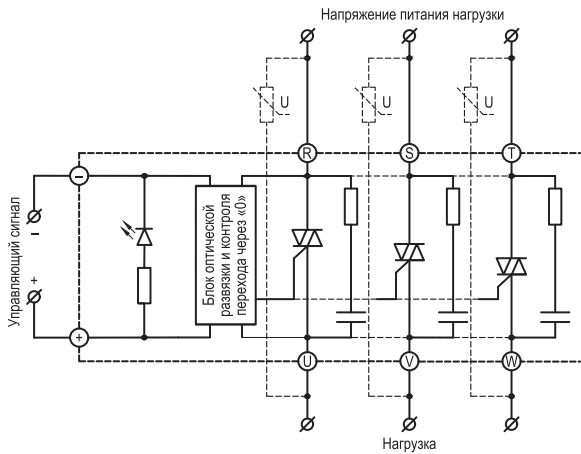 Напряжение питания нагрузки
U
U
U
R
S
T
−
Управляющий сигнал
−
+
Блок оптической
развязки и контроля
перехода через «0»
+
U
V
W
Нагрузка